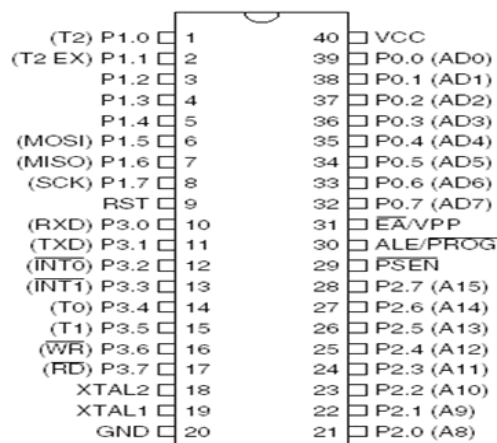 (T2) P1.0 1 40 VCC
(T2 EX) P1.1 2 39 P0.0 (AD0)
P1.2 3 38 P0.1 (AD1)
P1.3 4 37 P0.2 (AD2)
P1.4 5 36 P0.3 (AD3)
(MOSI) P1.5 6 35 P0.4 (AD4)
(MISO) P1.6 7 34 P0.5 (AD5)
(SCK) P1.7 8 33 P0.6 (AD6)
RST 9 32 P0.7 (AD7)
(RXD) P3.0 10 31 E̅A̅/VPP
(TXD) P3.1 11 30 ALE/P̅R̅O̅G̅
(I̅N̅T̅0̅) P3.2 12 29 P̅S̅E̅N̅
(I̅N̅T̅1̅) P3.3 13 28 P2.7 (A15)
(T0) P3.4 14 27 P2.6 (A14)
(T1) P3.5 15 26 P2.5 (A13)
(W̅R̅) P3.6 16 25 P2.4 (A12)
(R̅D̅) P3.7 17 24 P2.3 (A11)
XTAL2 18 23 P2.2 (A10)
XTAL1 19 22 P2.1 (A9)
GND 20 21 P2.0 (A8)